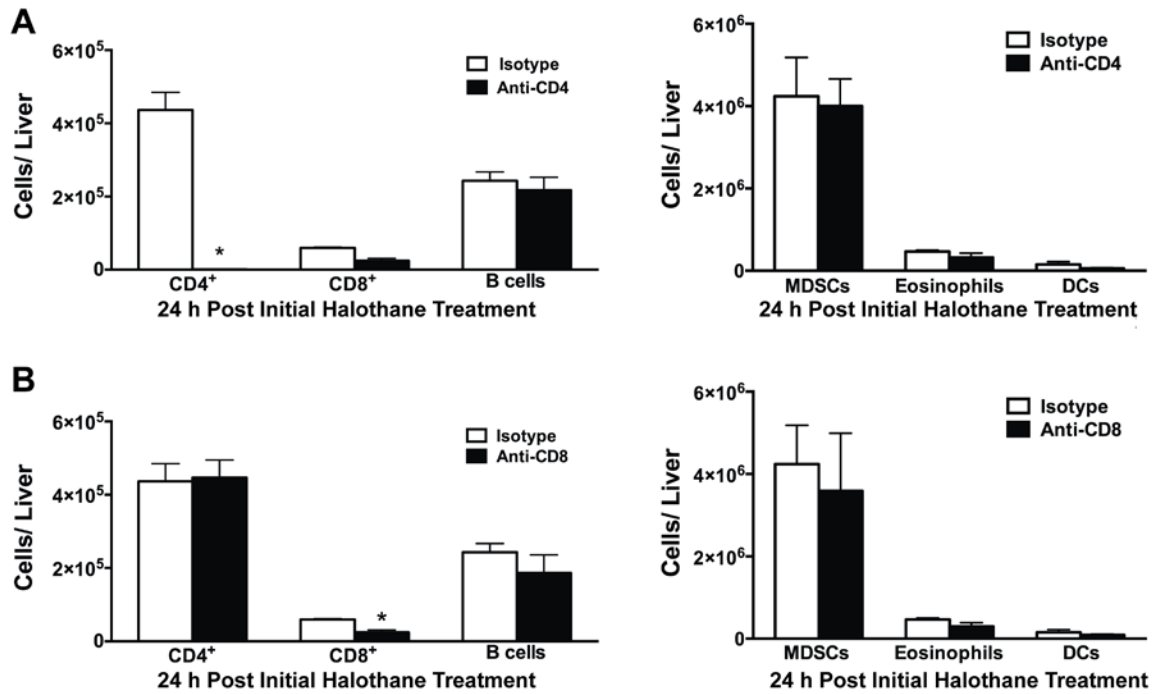 A
6×10⁵
4×10⁵
2×10⁵
0
Cells/ Liver
Isotype
Anti-CD4
CD4⁺
CD8⁺
B cells
*
24 h Post Initial Halothane Treatment
6×10⁶
4×10⁶
2×10⁶
0
Cells/ Liver
Isotype
Anti-CD4
MDSCs
Eosinophils
DCs
24 h Post Initial Halothane Treatment
B
6×10⁵
4×10⁵
2×10⁵
0
Cells/ Liver
Isotype
Anti-CD8
*
CD4⁺
CD8⁺
B cells
24 h Post Initial Halothane Treatment
6×10⁶
4×10⁶
2×10⁶
0
Cells/ Liver
Isotype
Anti-CD8
MDSCs
Eosinophils
DCs
24 h Post Initial Halothane Treatment